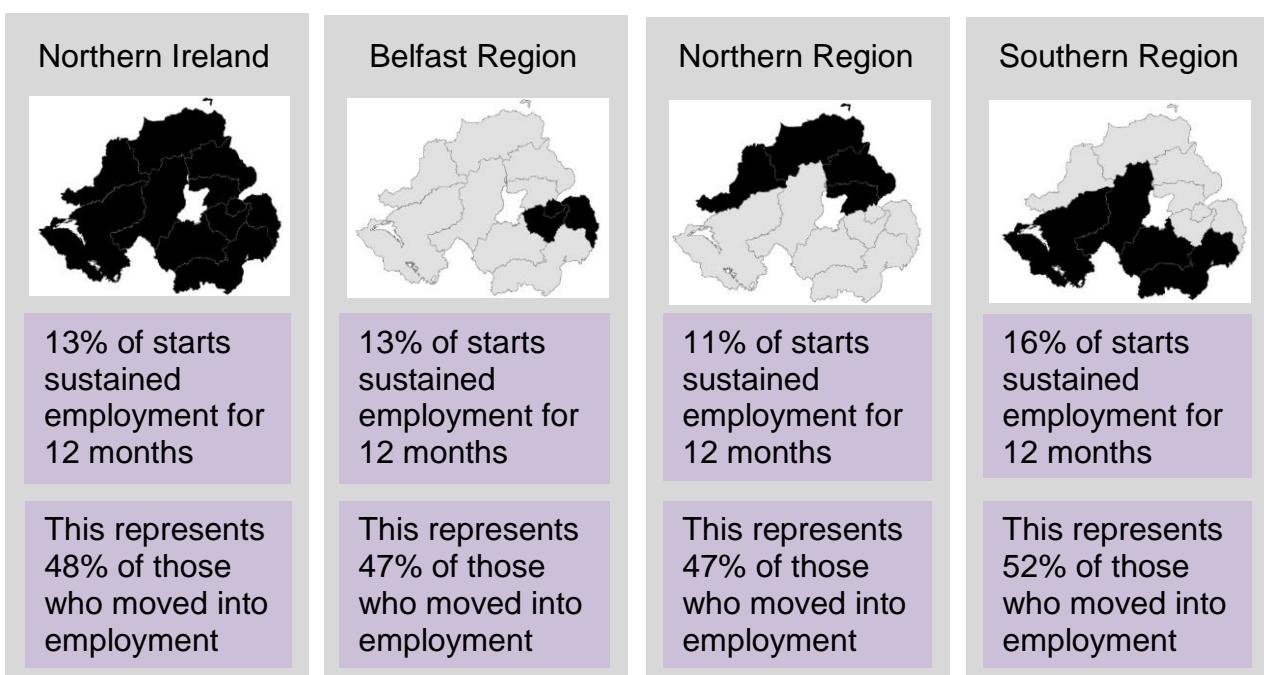 Northern Ireland
13% of starts
sustained
employment for
12 months
This represents
48% of those
who moved into
employment
Belfast Region
13% of starts
sustained
employment for
12 months
This represents
47% of those
who moved into
employment
Northern Region
11% of starts
sustained
employment for
12 months
This represents
47% of those
who moved into
employment
Southern Region
16% of starts
sustained
employment for
12 months
This represents
52% of those
who moved into
employment